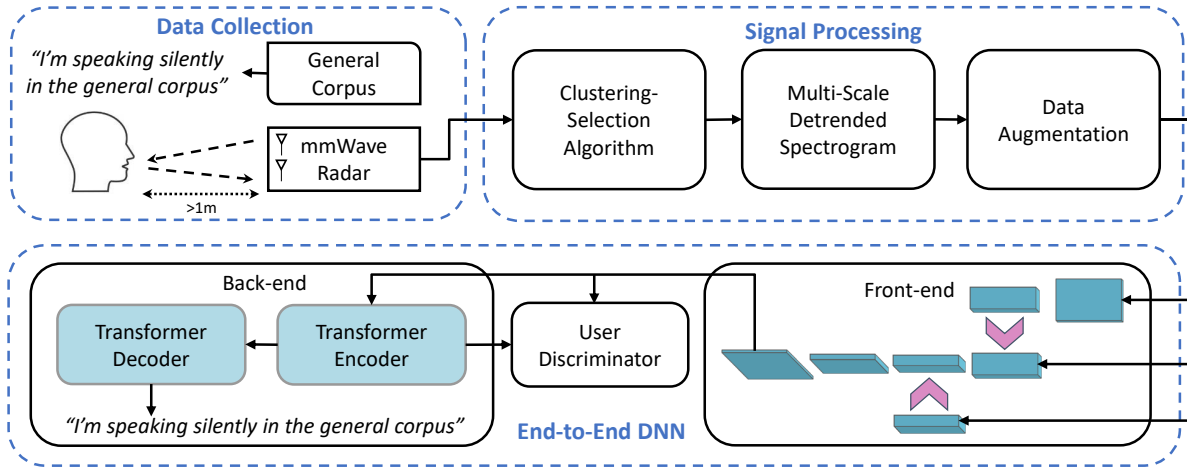 Data Collection
“I’m speaking silently
in the general corpus”
General
Corpus
mmWave
Radar
>1m
Signal Processing
Clustering-
Selection
Algorithm
Multi-Scale
Detrended
Spectrogram
Data
Augmentation
Back-end
Transformer
Decoder
Transformer
Encoder
“I’m speaking silently in the general corpus”
User
Discriminator
Front-end
End-to-End DNN